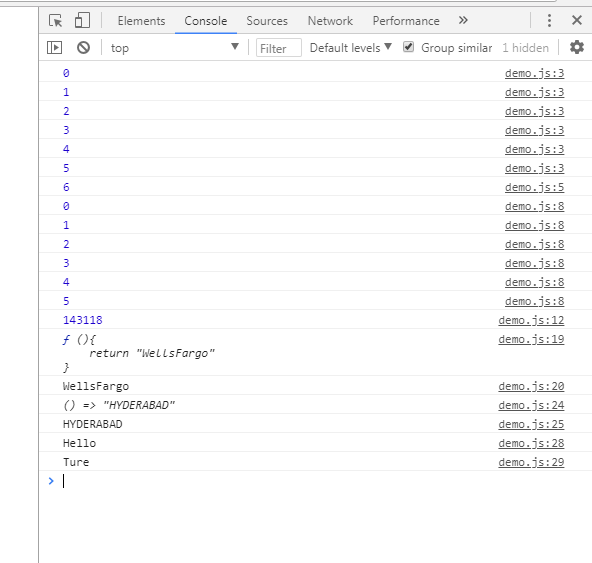 Elements Console Sources Network Performance »
top Filter Default levels Group similar 1 hidden
0 demo.js:3
1 demo.js:3
2 demo.js:3
3 demo.js:3
4 demo.js:3
5 demo.js:3
6 demo.js:5
0 demo.js:8
1 demo.js:8
2 demo.js:8
3 demo.js:8
4 demo.js:8
5 demo.js:8
143118 demo.js:12
ƒ (){ demo.js:19
return "WellsFargo"
}
WellsFargo demo.js:20
() => "HYDERABAD" demo.js:24
HYDERABAD demo.js:25
Hello demo.js:28
Ture demo.js:29
>